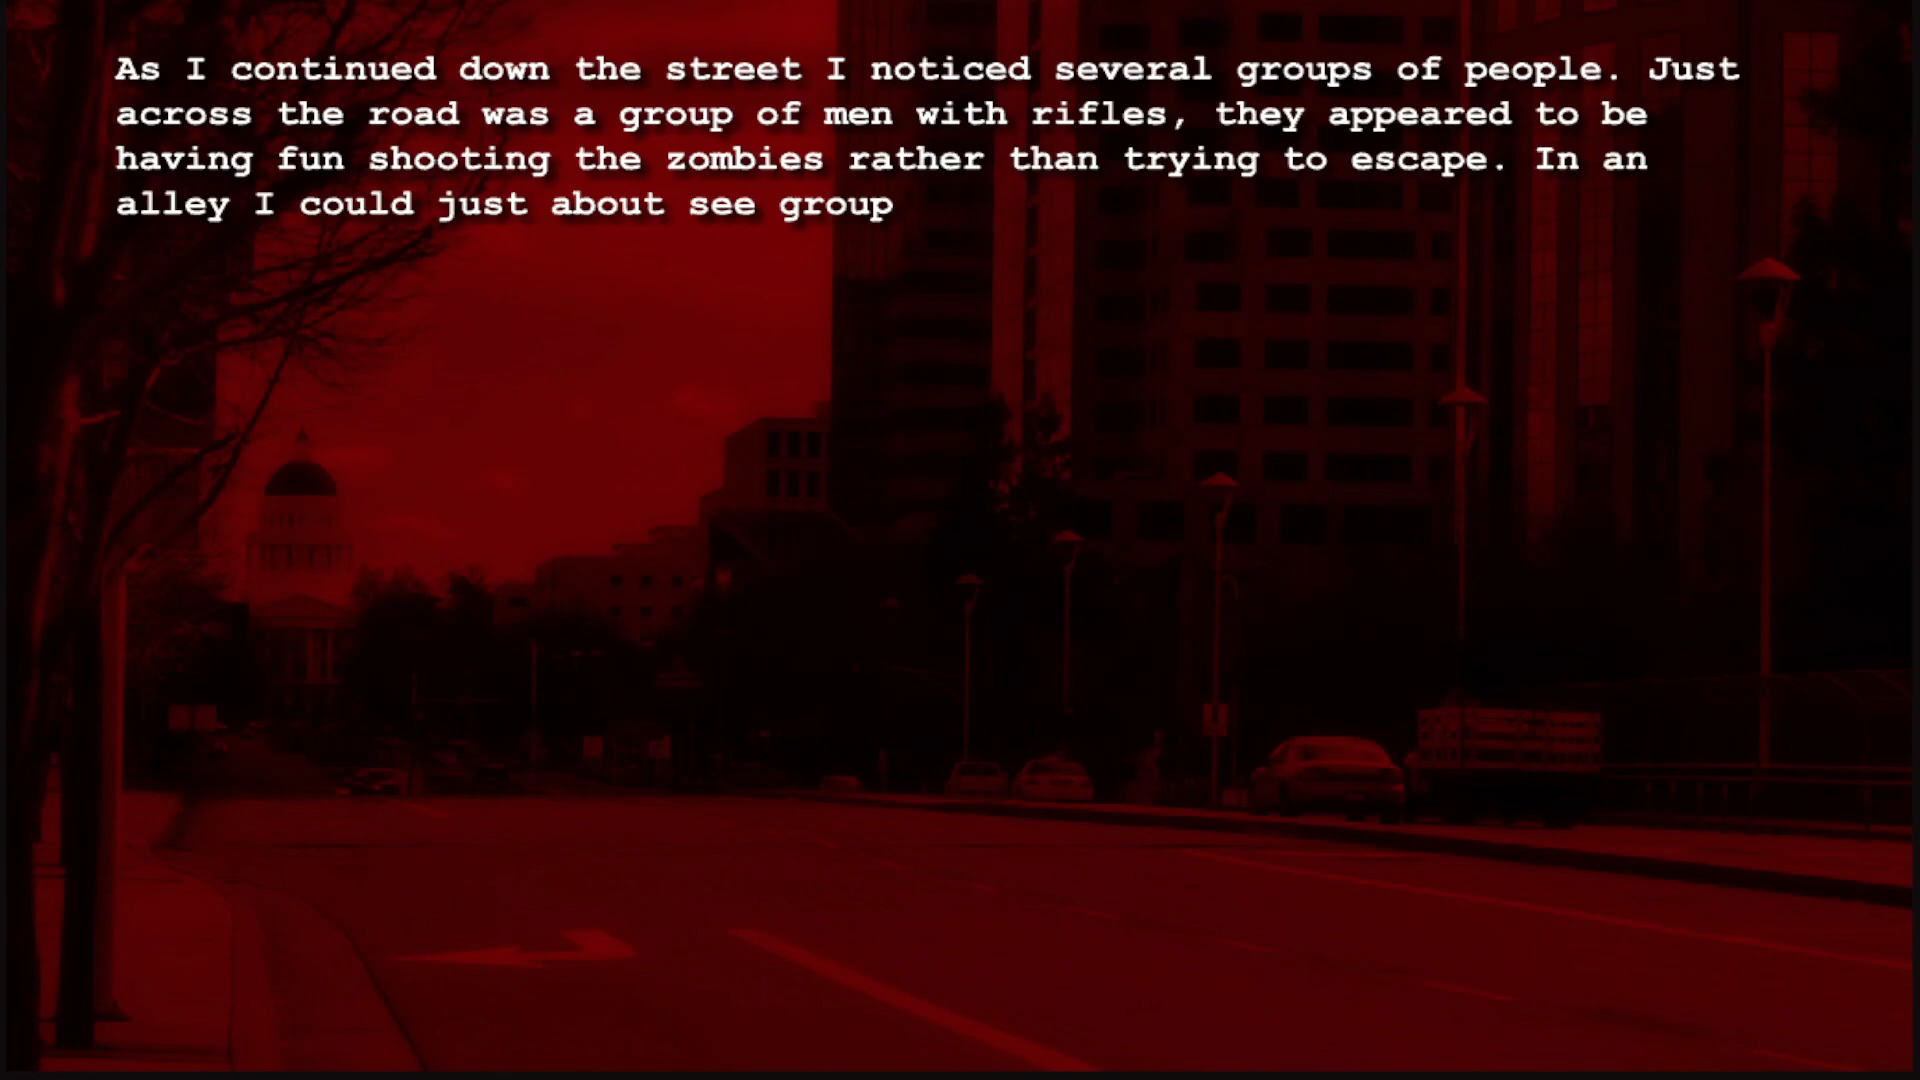 As I continued down the street I noticed several groups of people. Just
across the road was a group of men with rifles, they appeared to be
having fun shooting the zombies rather than trying to escape. In an
alley I could just about see group